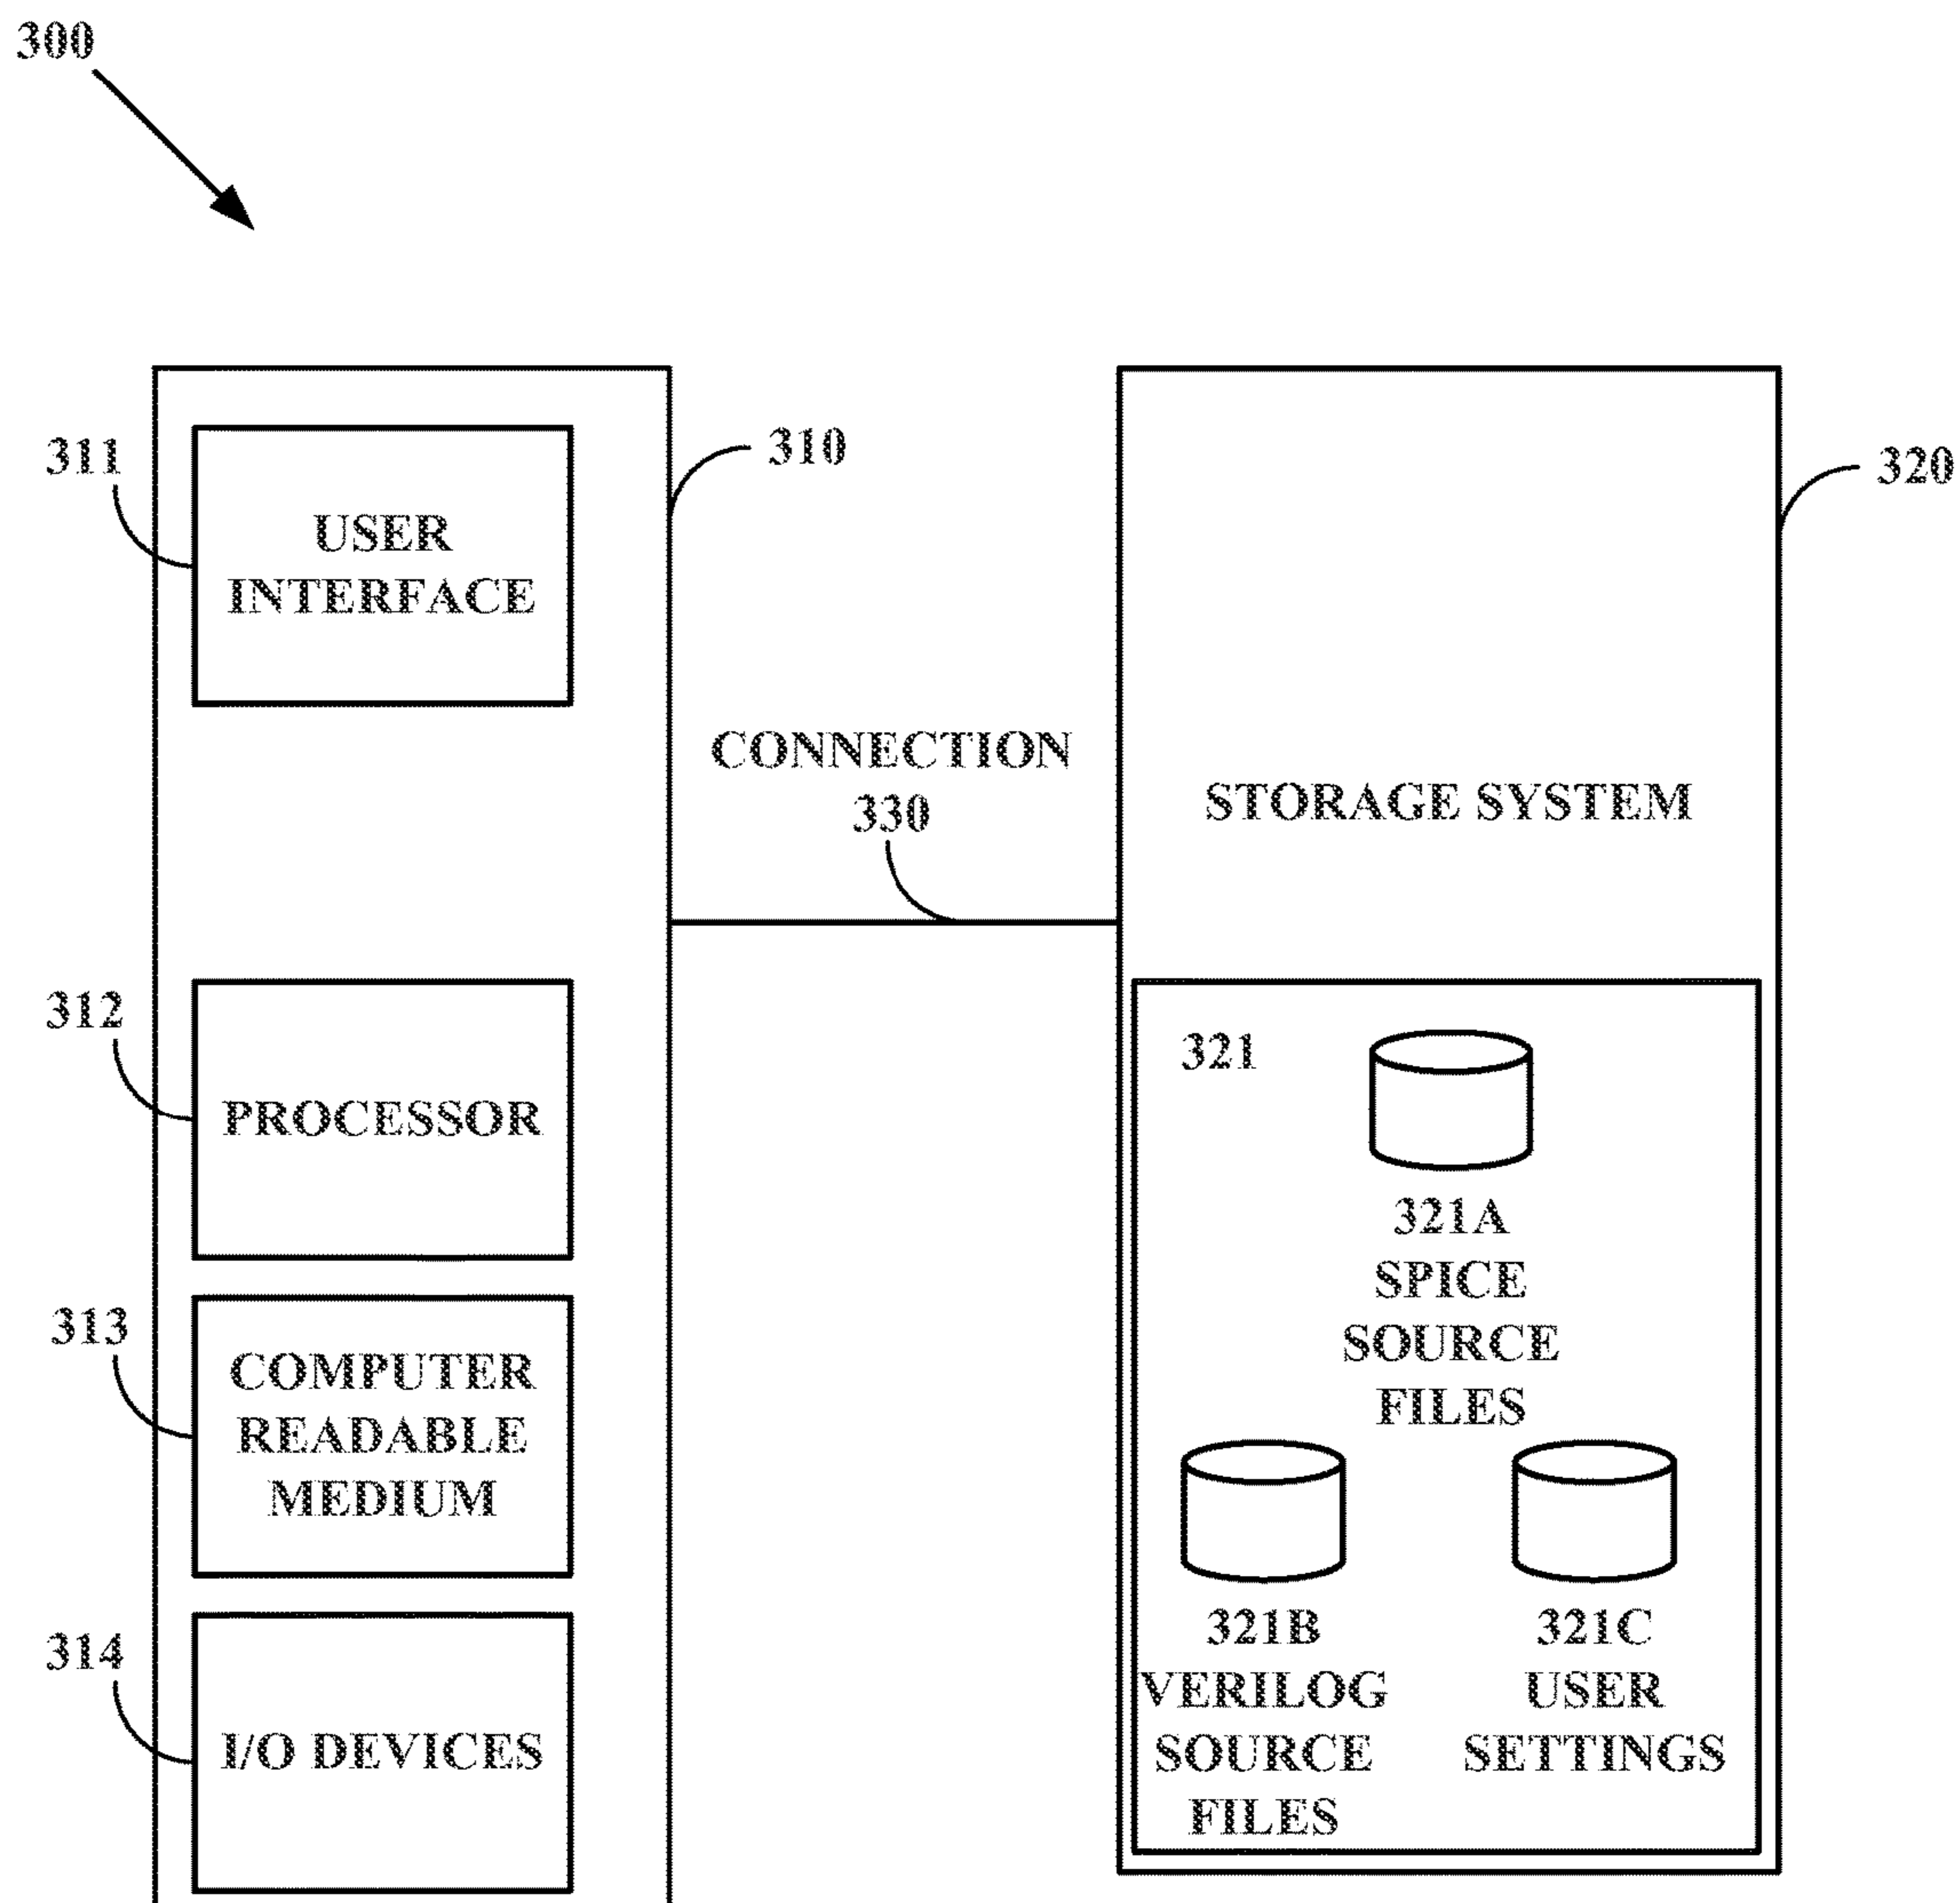 300
311
USER
INTERFACE
310
320
CONNECTION
330
STORAGE SYSTEM
312
PROCESSOR
313
COMPUTER
READABLE
MEDIUM
314
I/O DEVICES
321
321A
SPICE
SOURCE
FILES
321B
VERILOG
SOURCE
FILES
321C
USER
SETTINGS